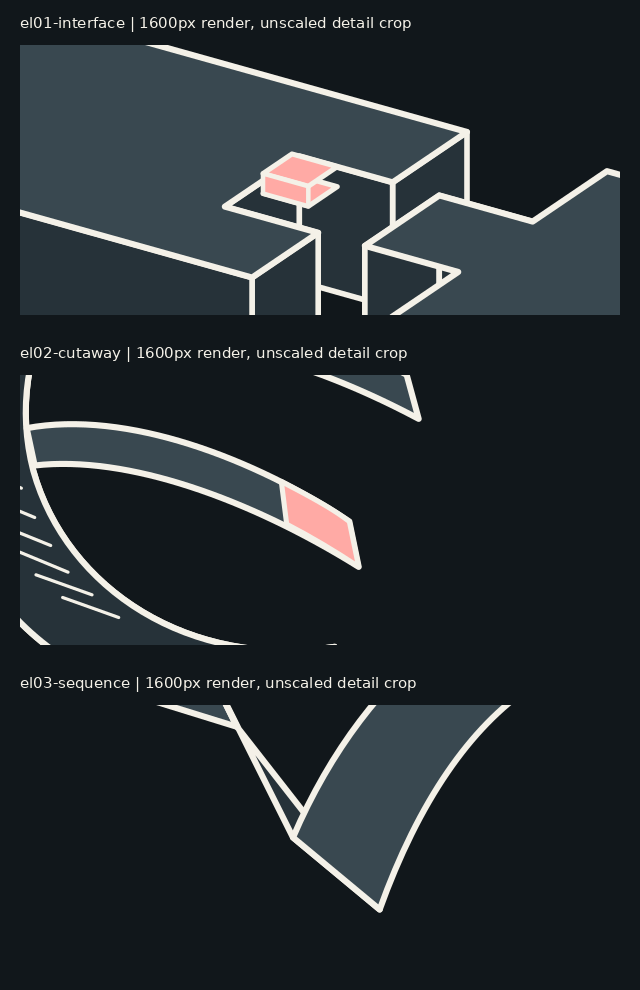 el01-interface | 1600px render, unscaled detail crop
el02-cutaway | 1600px render, unscaled detail crop
el03-sequence | 1600px render, unscaled detail crop